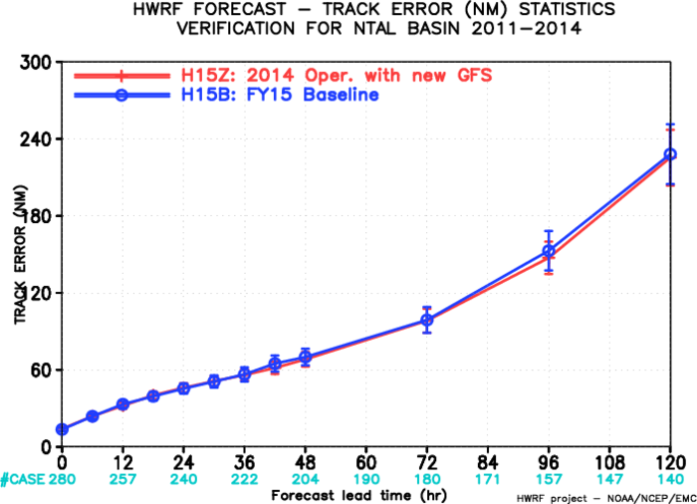 HWRF FORECAST – TRACK ERROR (NM) STATISTICS
VERIFICATION FOR NTAL BASIN 2011–2014
300
240
180
120
60
0
TRACK ERROR (NM)
H15Z: 2014 Oper. with new GFS
H15B: FY15 Baseline
0 12 24 36 48 60 72 84 96 108 120
#CASE 280 257 240 222 204 190 180 171 157 147 140
Forecast lead time (hr)
HWRF project – NOAA/NCEP/EMC